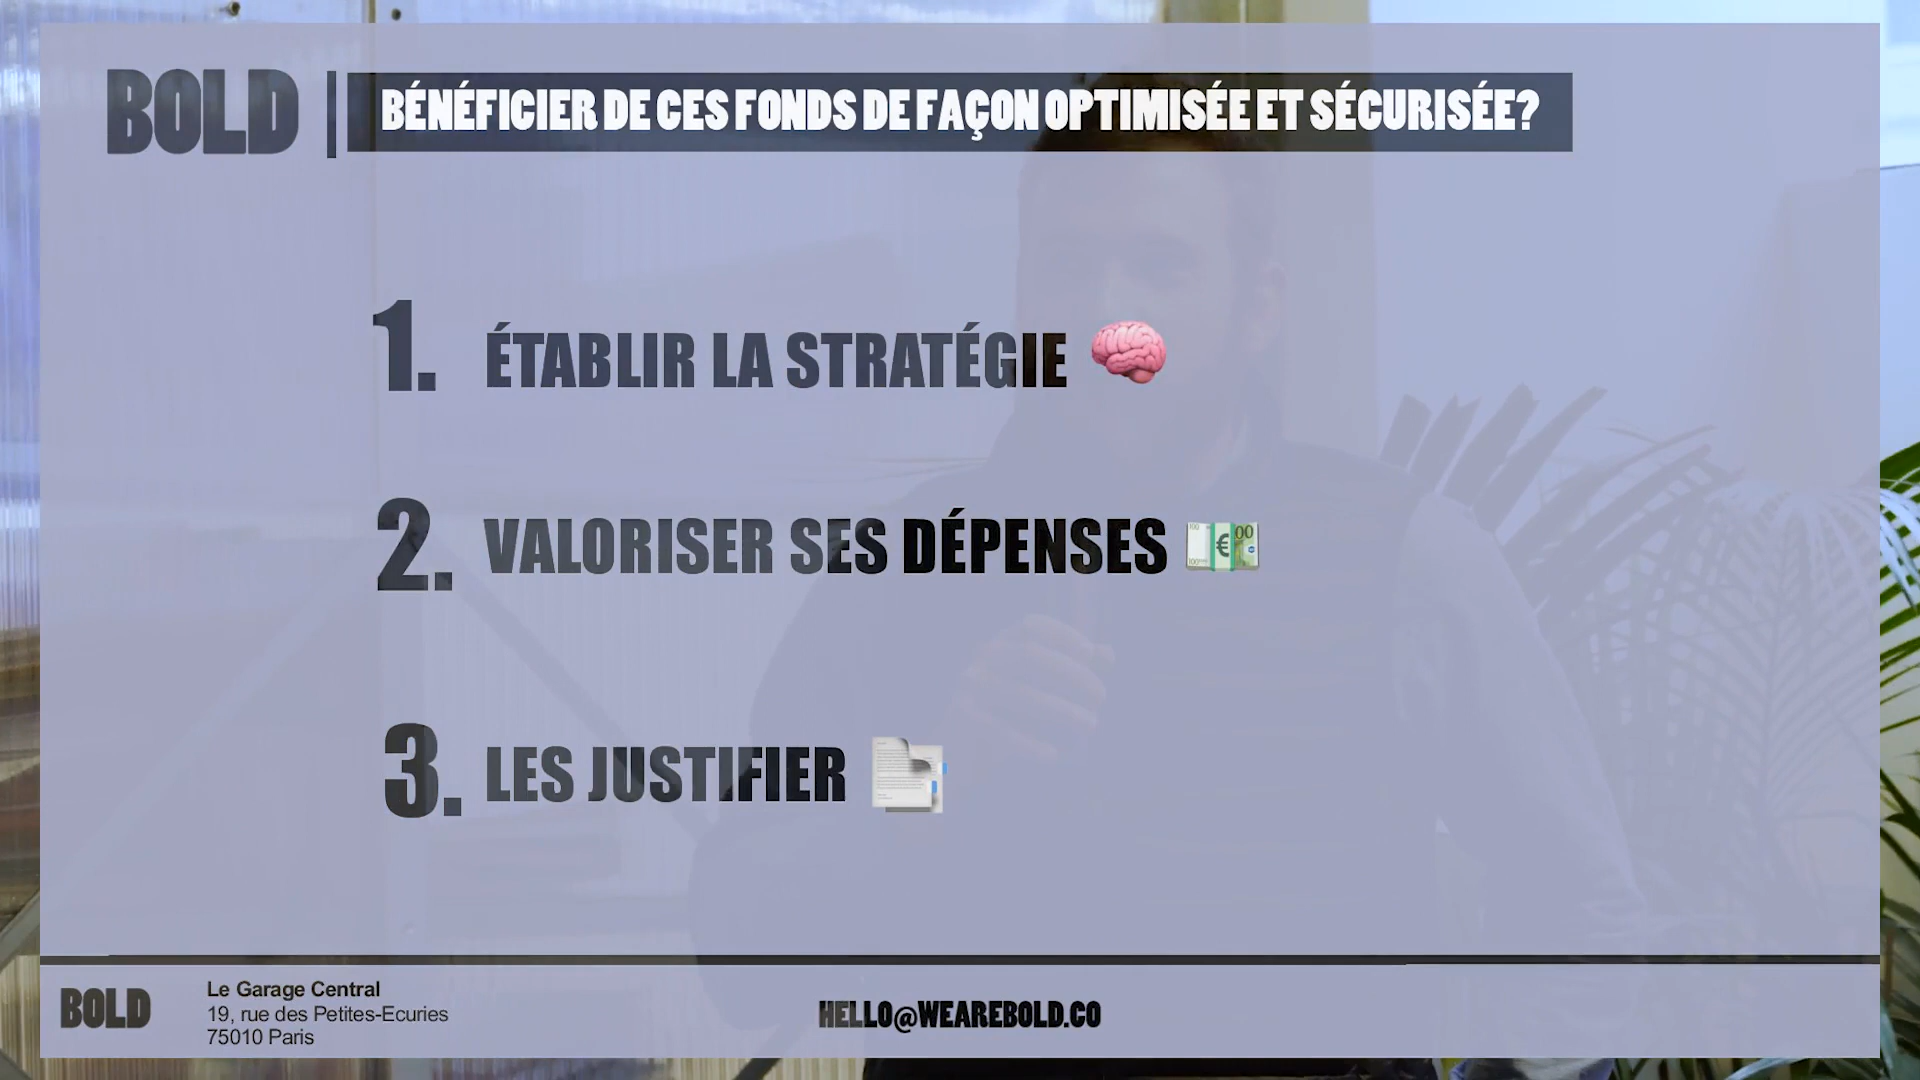 BOLD
BÉNÉFICIER DE CES FONDS DE FAÇON OPTIMISÉE ET SÉCURISÉE?
1. ÉTABLIR LA STRATÉGIE
2. VALORISER SES DÉPENSES
3. LES JUSTIFIER
BOLD
Le Garage Central
19, rue des Petites-Ecuries
75010 Paris
HELLO@WEAREBOLD.CO